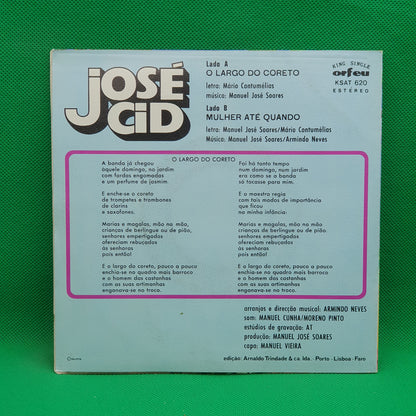 JOSÉ
CID
Lado A
O LARGO DO CORETO
letra: Mário Contumélias
música: Manuel José Soares
Lado B
MULHER ATÉ QUANDO
letra: Manuel José Soares/Mário Contumélias
Música: Manuel José Soares/Armindo Neves
KING SINGLE
orfeu
KSAT 620
ESTÉREO
O LARGO DO CORETO
A banda já chegou
àquele domingo, no jardim
com fardas engomadas
e um perfume de jasmim.
E enche-se o coreto
de trompetes e trombones
de clarins
e saxofones.
Marias e magalas, mão na mão,
crianças de berlingue ou de pião,
senhores empertigados
ofereciam rebuçados
às senhoras
pois então!
E o largo do coreto, pouco a pouco
enchia-se no quadro mais barroco
e o homem das castanhas
com as suas artimanhas
enganava-se no troco.
Foi há tanto tempo
num domingo, num jardim
era como se a banda
só tocasse para mim.
E o maestro regia
com tais modos de importância
que ficou
na minha infância.
Marias e magalas, mão na mão,
crianças de berlingue ou de pião,
senhores empertigados
ofereciam rebuçados
às senhoras
pois então!
E o largo do coreto, pouco a pouco
enchia-se no quadro mais barroco
e o homem das castanhas
com as suas artimanhas
enganava-se no troco.
arranjos e direcção musical: ARMINDO NEVES
som: MANUEL CUNHA/MORENO PINTO
estúdios de gravação: AT
produção: MANUEL JOSÉ SOARES
capa: MANUEL VIEIRA
edição: Arnaldo Trindade & ca. lda. · Porto · Lisboa · Faro